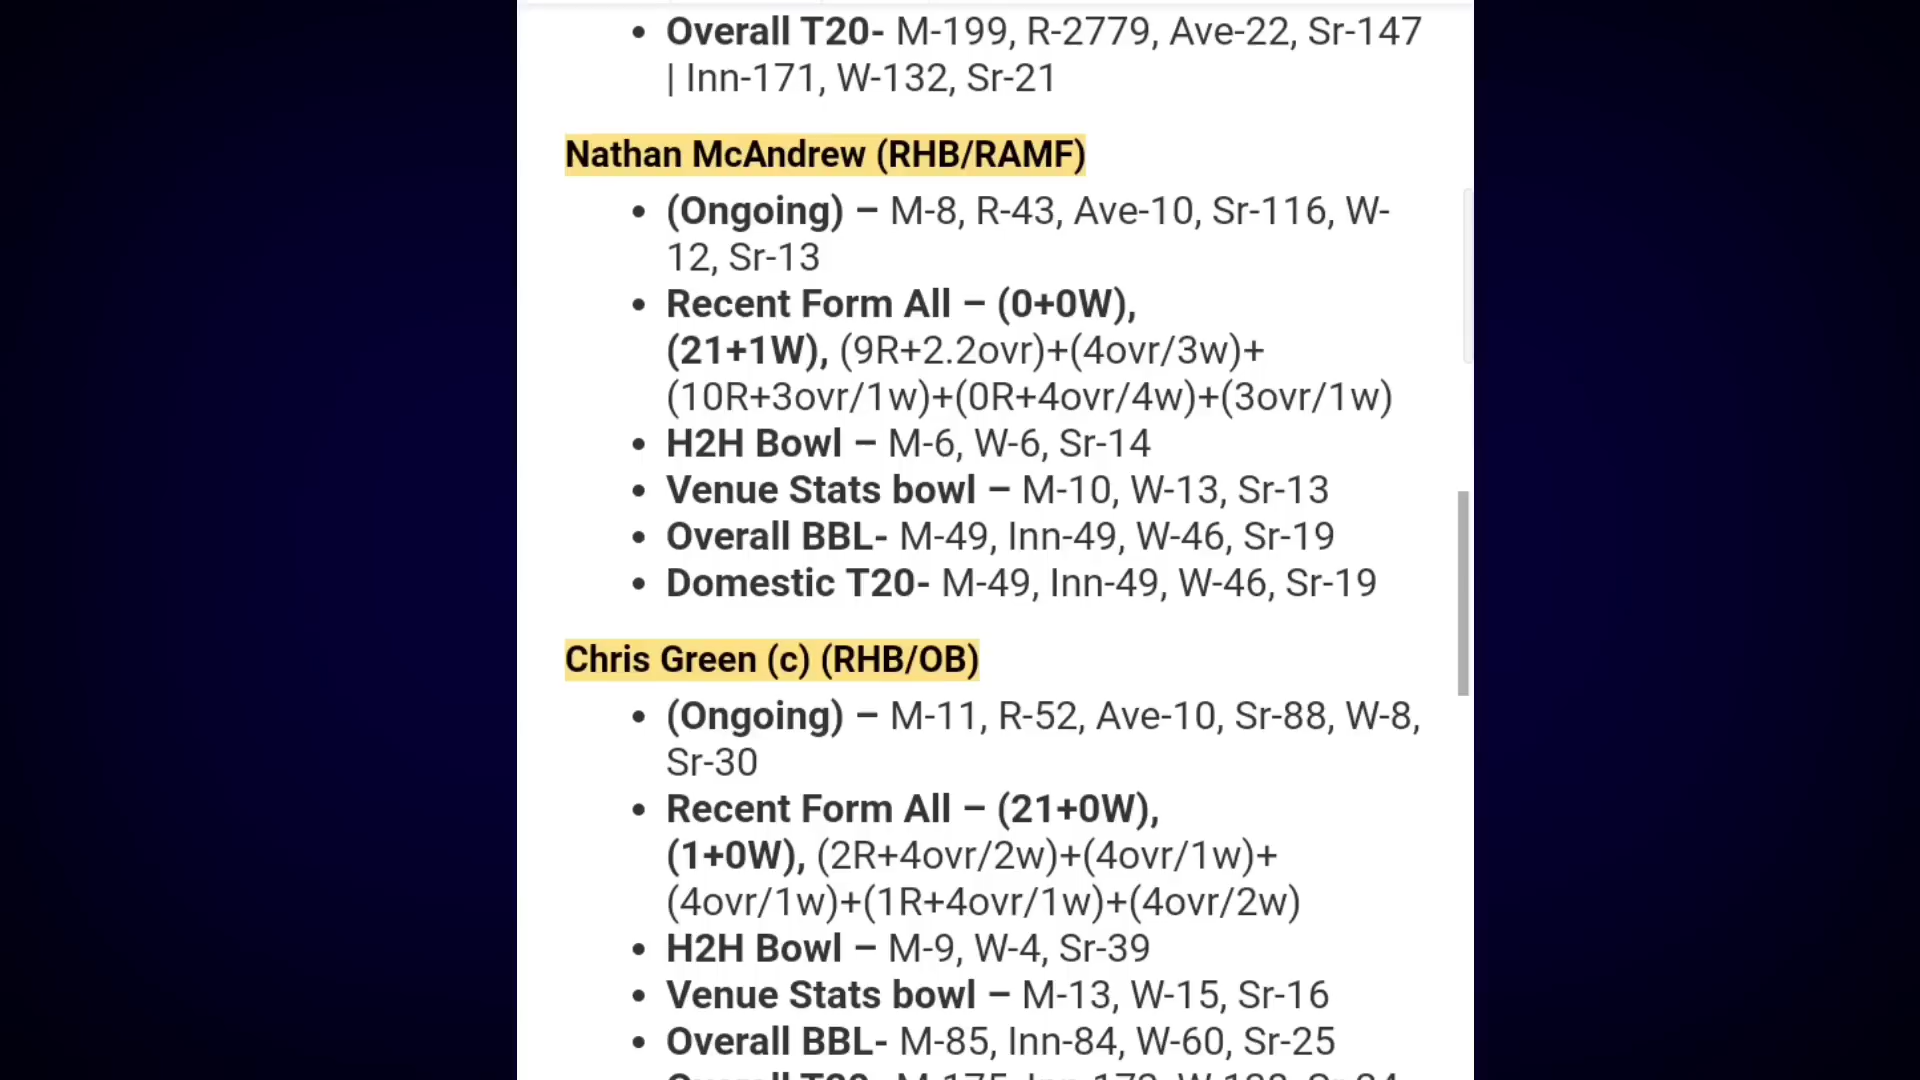 Overall T20- M-199, R-2779, Ave-22, Sr-147
| Inn-171, W-132, Sr-21
Nathan McAndrew (RHB/RAMF)
(Ongoing) – M-8, R-43, Ave-10, Sr-116, W-
12, Sr-13
Recent Form All – (0+0W),
(21+1W), (9R+2.2ovr)+(4ovr/3w)+
(10R+3ovr/1w)+(0R+4ovr/4w)+(3ovr/1w)
H2H Bowl – M-6, W-6, Sr-14
Venue Stats bowl – M-10, W-13, Sr-13
Overall BBL- M-49, Inn-49, W-46, Sr-19
Domestic T20- M-49, Inn-49, W-46, Sr-19
Chris Green (c) (RHB/OB)
(Ongoing) – M-11, R-52, Ave-10, Sr-88, W-8,
Sr-30
Recent Form All – (21+0W),
(1+0W), (2R+4ovr/2w)+(4ovr/1w)+
(4ovr/1w)+(1R+4ovr/1w)+(4ovr/2w)
H2H Bowl – M-9, W-4, Sr-39
Venue Stats bowl – M-13, W-15, Sr-16
Overall BBL- M-85, Inn-84, W-60, Sr-25